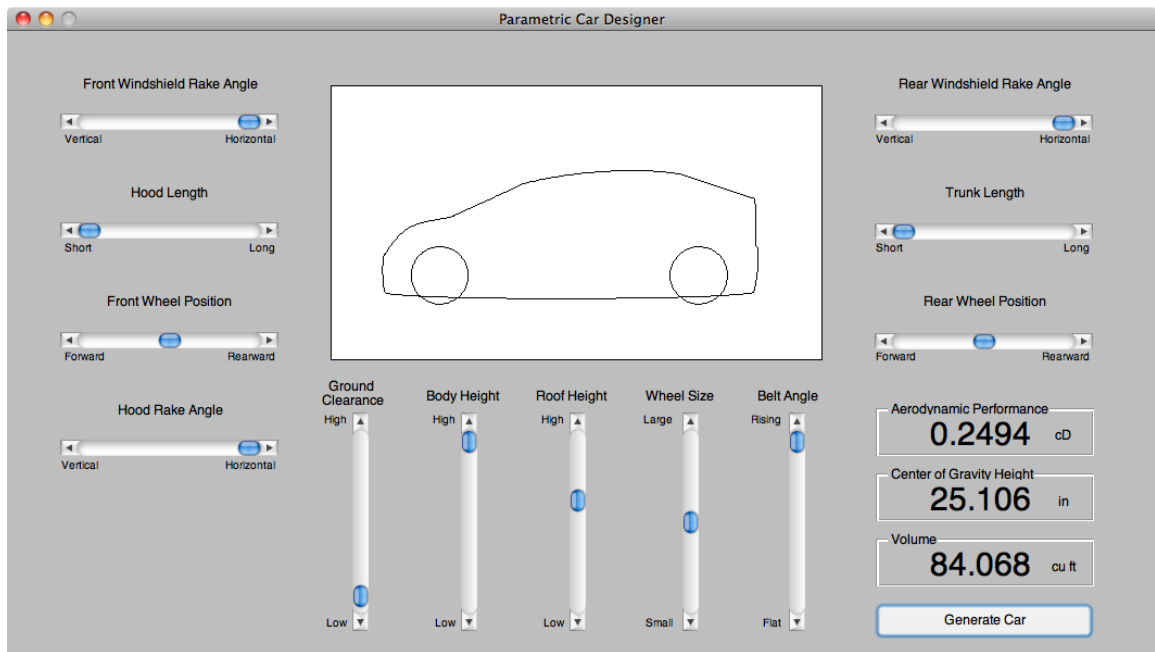 Parametric Car Designer
Front Windshield Rake Angle
Vertical
Horizontal
Hood Length
Short
Long
Front Wheel Position
Forward
Rearward
Hood Rake Angle
Vertical
Horizontal
Ground
Clearance
High
Low
Body Height
High
Low
Roof Height
High
Low
Wheel Size
Large
Small
Belt Angle
Rising
Flat
Rear Windshield Rake Angle
Vertical
Horizontal
Trunk Length
Short
Long
Rear Wheel Position
Forward
Rearward
Aerodynamic Performance
0.2494 cD
Center of Gravity Height
25.106 in
Volume
84.068 cu ft
Generate Car